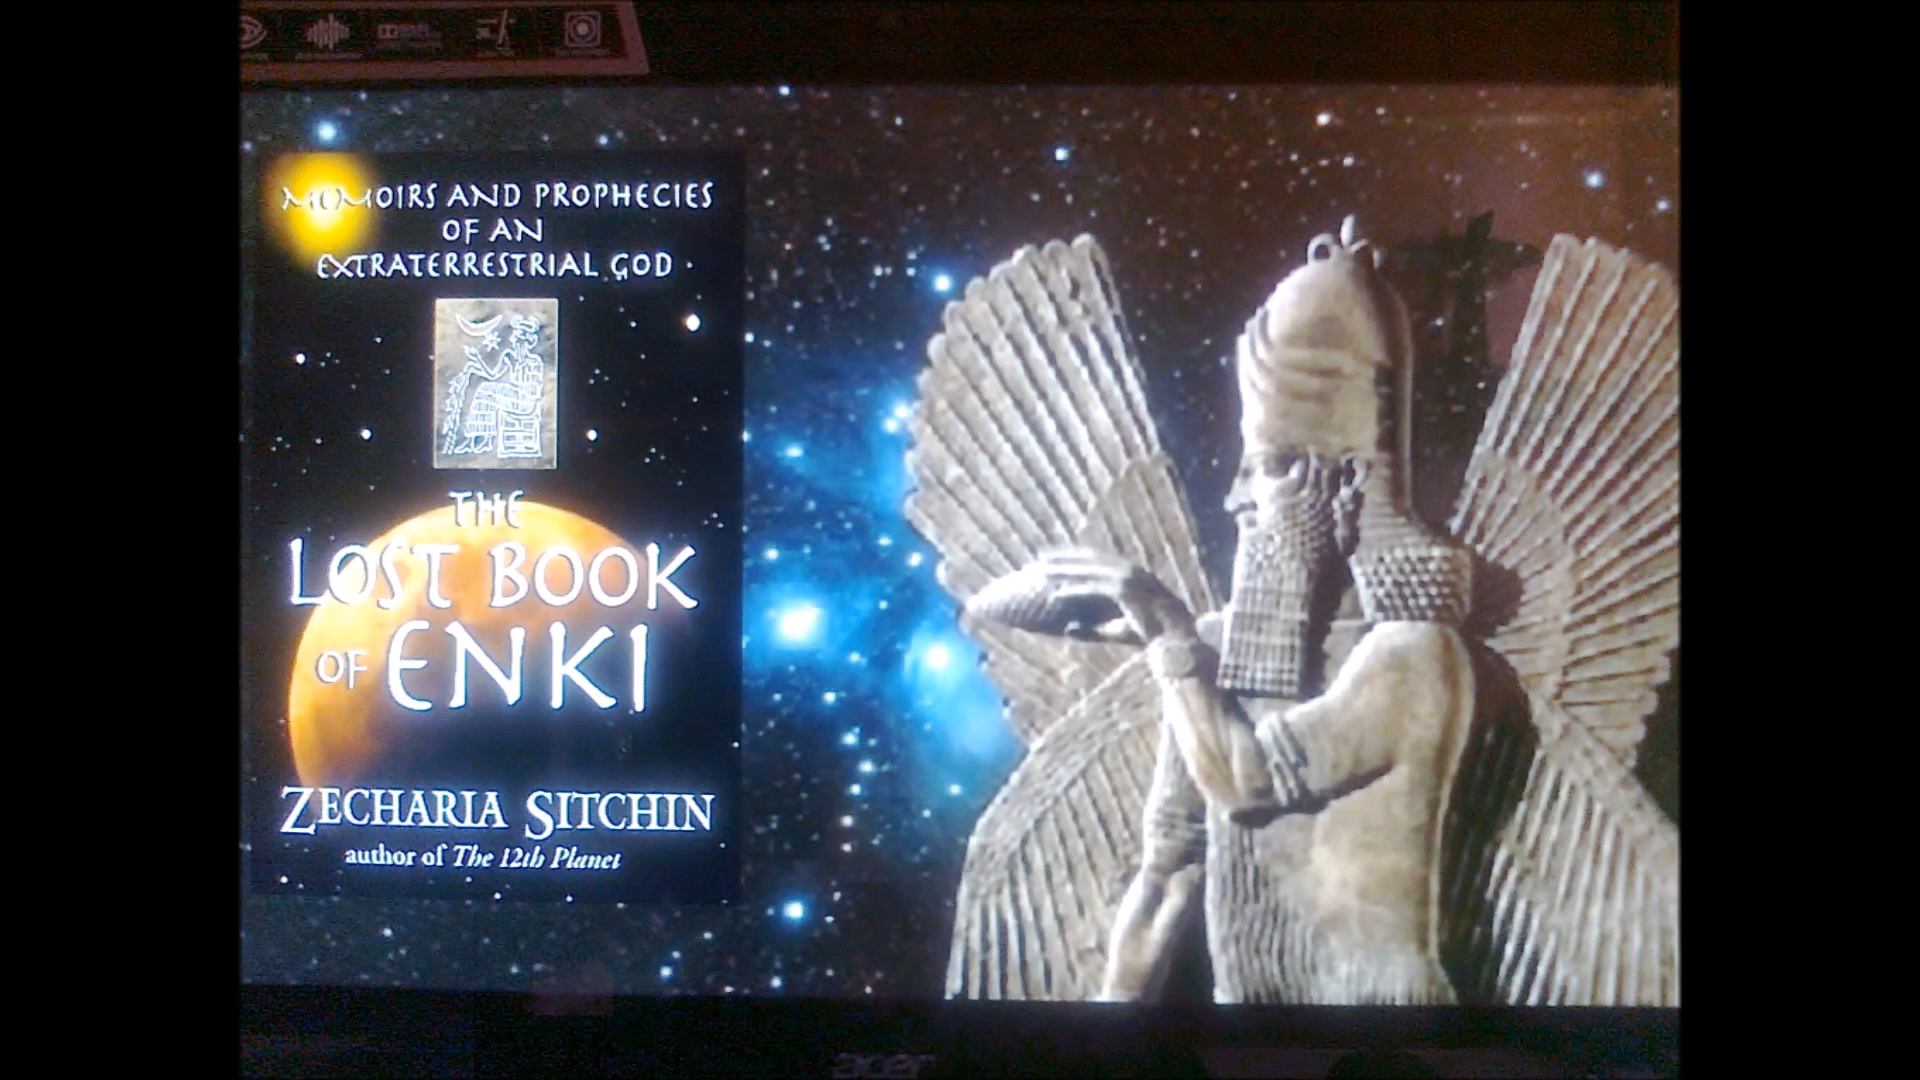 MEMOIRS AND PROPHECIES
OF AN
EXTRATERRESTRIAL GOD
THE
LOST BOOK
OF ENKI
ZECHARIA SITCHIN
author of The 12th Planet
acer